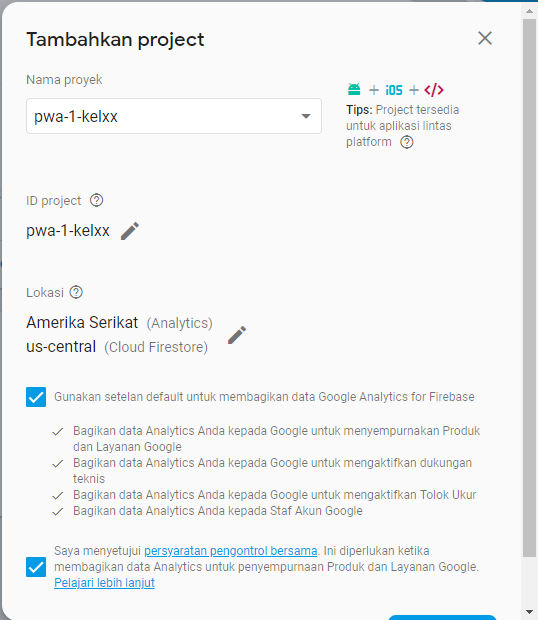 Tambahkan project
Nama proyek
pwa-1-kelxx
+ iOS + </>
Tips: Project tersedia
untuk aplikasi lintas
platform
ID project
pwa-1-kelxx
Lokasi
Amerika Serikat (Analytics)
us-central (Cloud Firestore)
Gunakan setelan default untuk membagikan data Google Analytics for Firebase
Bagikan data Analytics Anda kepada Google untuk menyempurnakan Produk
dan Layanan Google
Bagikan data Analytics Anda kepada Google untuk mengaktifkan dukungan
teknis
Bagikan data Analytics Anda kepada Google untuk mengaktifkan Tolok Ukur
Bagikan data Analytics Anda kepada Staf Akun Google
Saya menyetujui persyaratan pengontrol bersama. Ini diperlukan ketika
membagikan data Analytics untuk penyempurnaan Produk dan Layanan Google.
Pelajari lebih lanjut